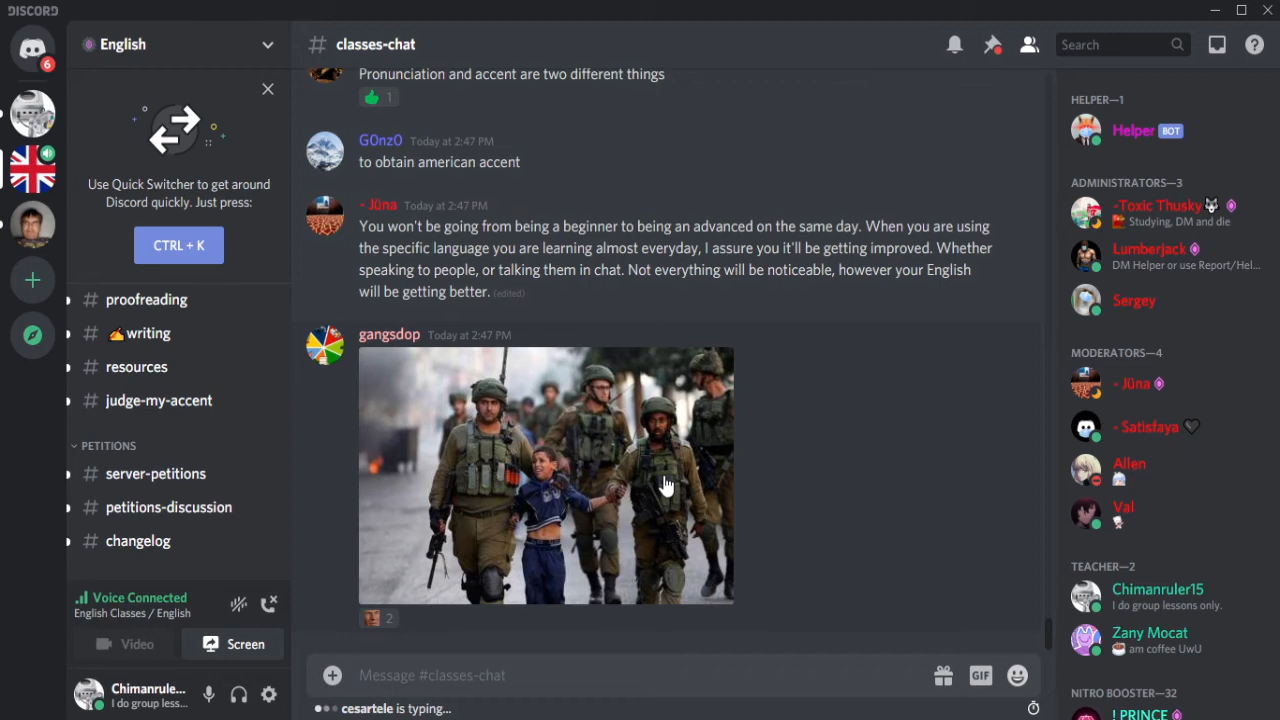 DISCORD
6
English
Use Quick Switcher to get around
Discord quickly. Just press:
CTRL + K
# proofreading
# ✍️writing
# resources
# judge-my-accent
PETITIONS
# server-petitions
# petitions-discussion
# changelog
Voice Connected
English Classes / English
Video
Screen
Chimanrule...
I do group less...
# classes-chat
Search
Pronunciation and accent are two different things
👍 1
G0nz0 Today at 2:47 PM
to obtain american accent
- Jüna Today at 2:47 PM
You won't be going from being a beginner to being an advanced on the same day. When you are using
the specific language you are learning almost everyday, I assure you it'll be getting improved. Whether
speaking to people, or talking them in chat. Not everything will be noticeable, however your English
will be getting better. (edited)
gangsdop Today at 2:47 PM
2
Message #classes-chat
GIF
cesartele is typing...
HELPER—1
Helper BOT
ADMINISTRATORS—3
-Toxic Thusky
Studying, DM and die
Lumberjack
DM Helper or use Report/Hel...
Sergey
MODERATORS—4
- Jüna
- Satisfaya 🖤
Allen
Val
TEACHER—2
Chimanruler15
I do group lessons only.
Zany Mocat
am coffee UwU
NITRO BOOSTER—32
! PRINCE